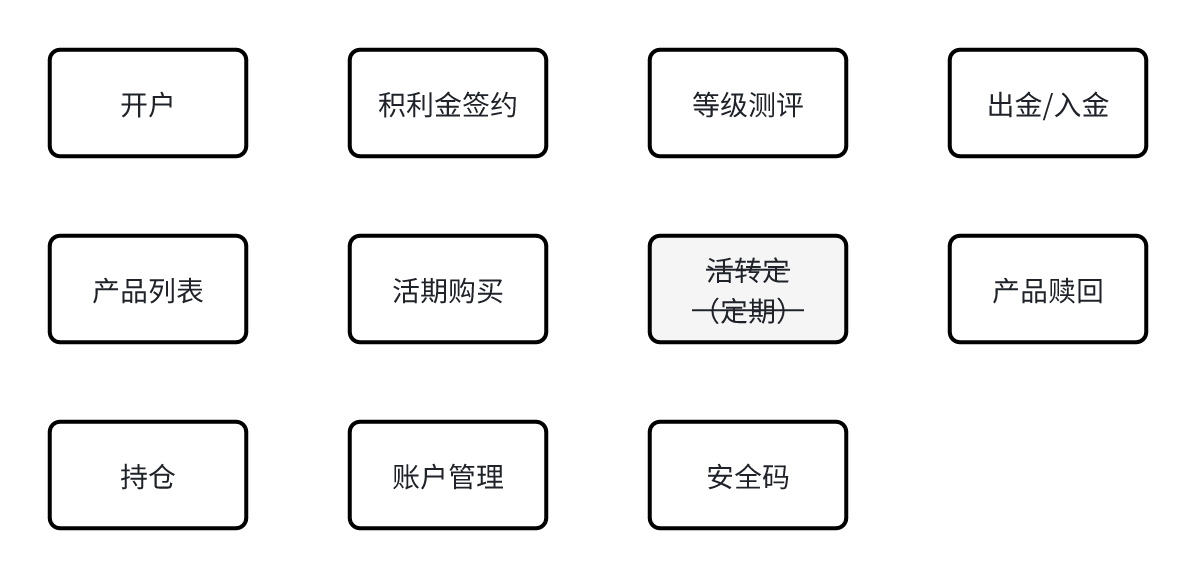 开户
积利金签约
等级测评
出金/入金
产品列表
活期购买
活转定
（定期）
产品赎回
持仓
账户管理
安全码